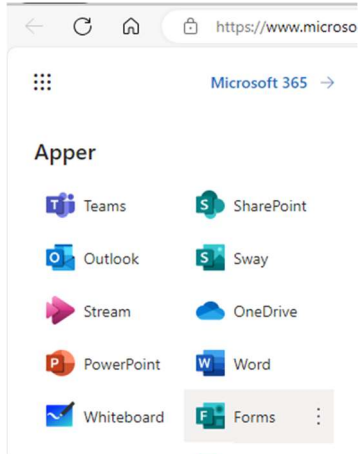 https://www.microso
Microsoft 365 →
Apper
Teams SharePoint
Outlook Sway
Stream OneDrive
PowerPoint Word
Whiteboard Forms